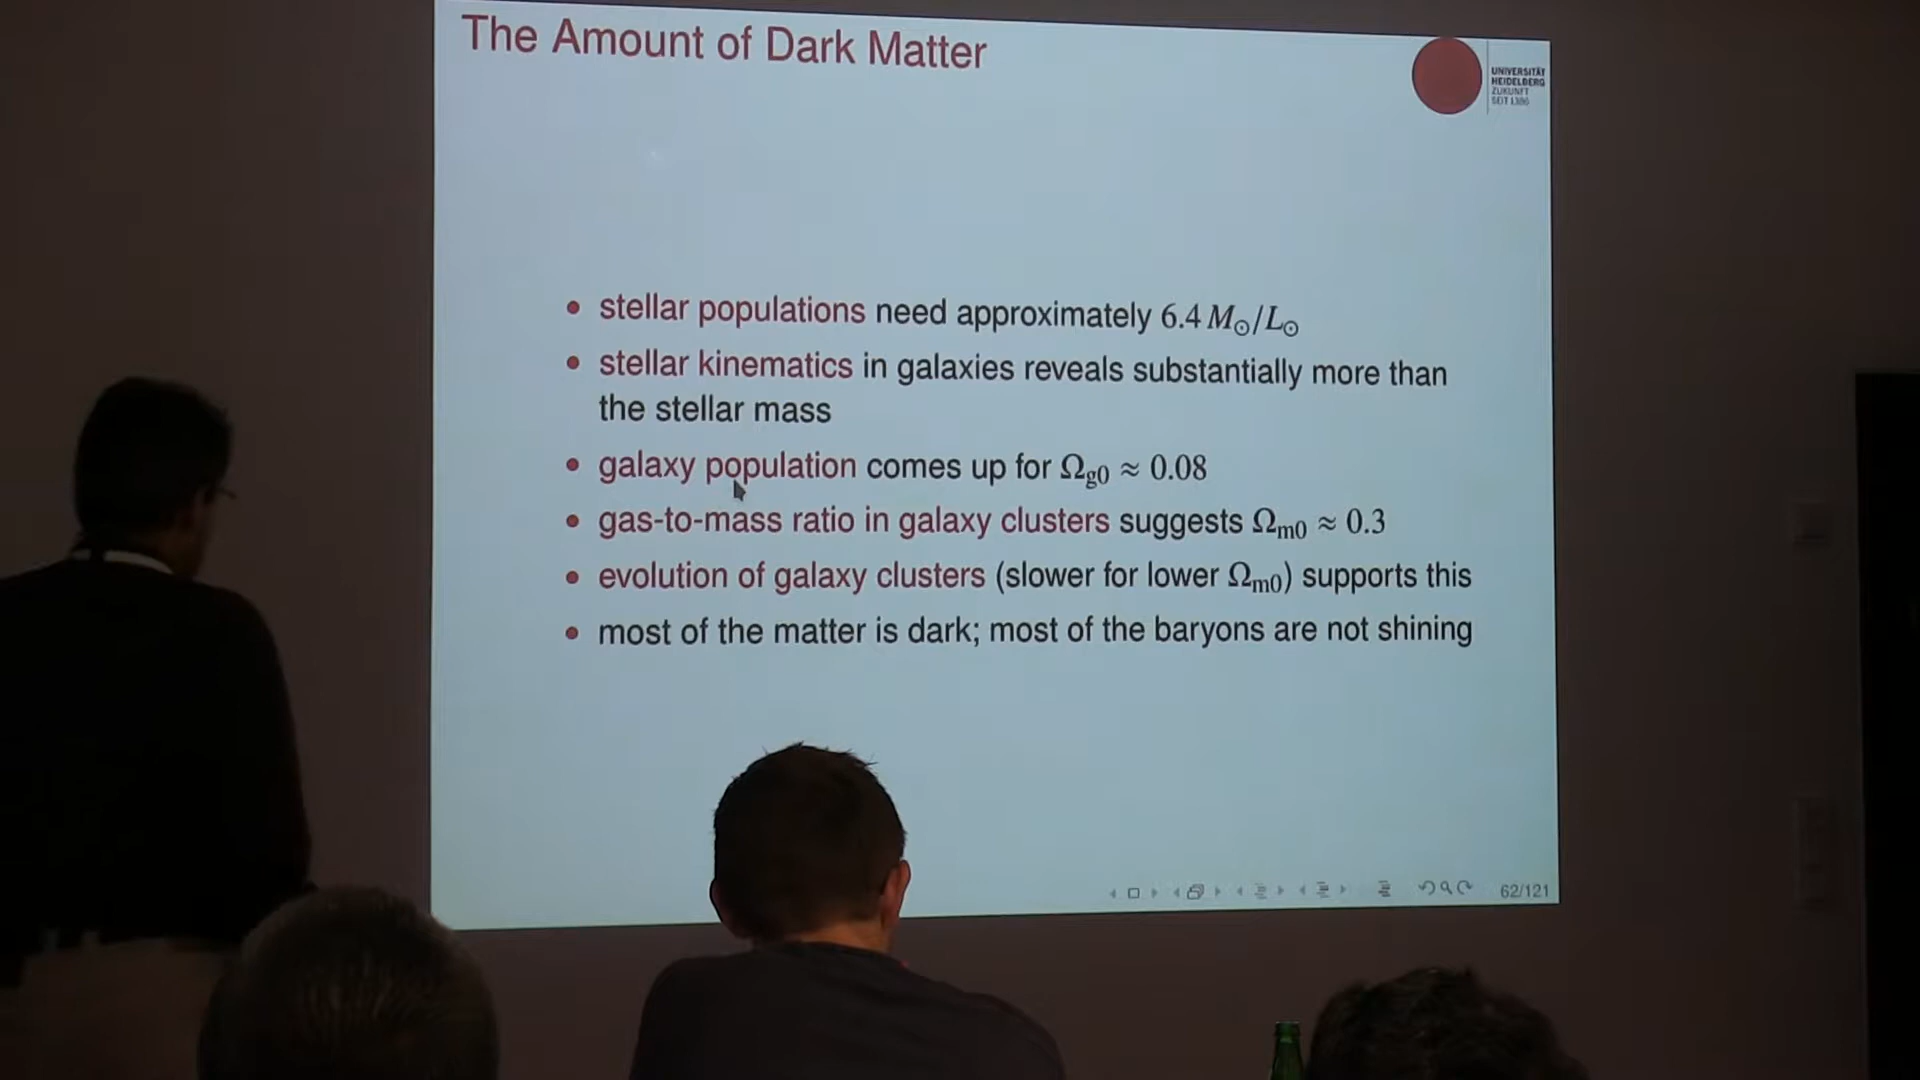 The Amount of Dark Matter
UNIVERSITÄT
HEIDELBERG
ZUKUNFT
SEIT 1386
• stellar populations need approximately 6.4 M⊙/L⊙
• stellar kinematics in galaxies reveals substantially more than
the stellar mass
• galaxy population comes up for Ωg0 ≈ 0.08
• gas-to-mass ratio in galaxy clusters suggests Ωm0 ≈ 0.3
• evolution of galaxy clusters (slower for lower Ωm0) supports this
• most of the matter is dark; most of the baryons are not shining
62/121